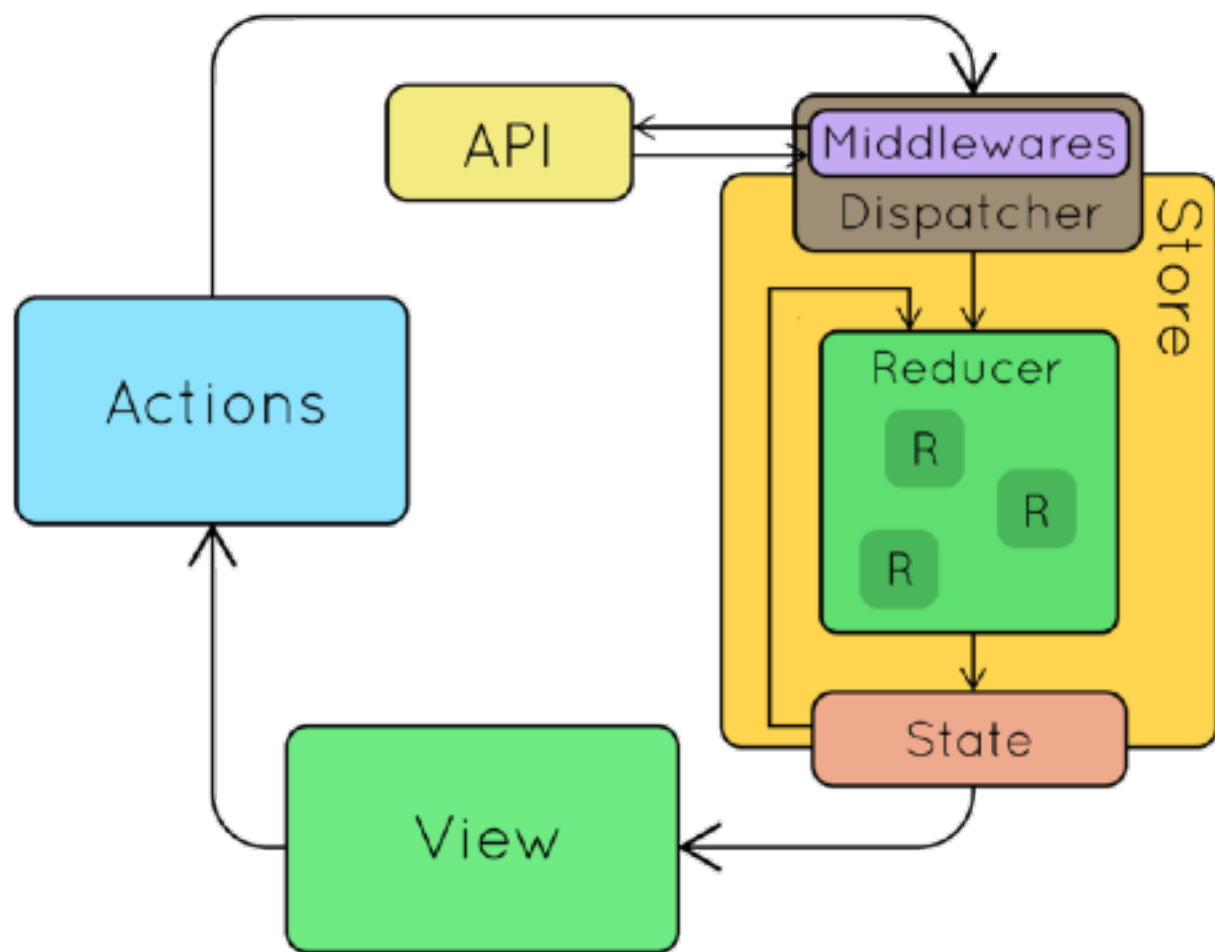 API
Middlewares
Dispatcher
Store
Actions
Reducer
R
R
R
State
View